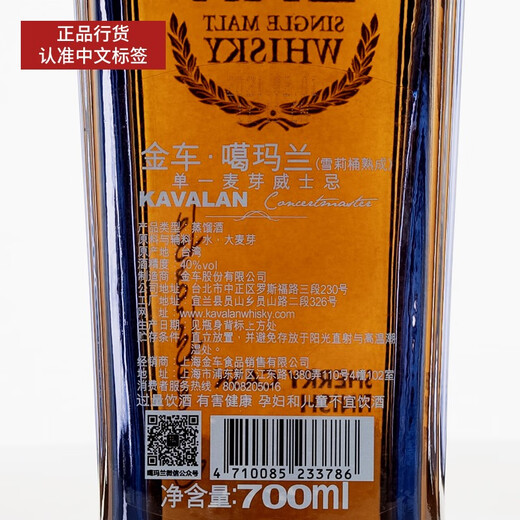 正品行货
认准中文标签
SINGLE MALT
WHISKY
金车·噶玛兰(雪莉桶熟成)
单一麦芽威士忌
KAVALAN Concertmaster
产品类型：蒸馏酒
原料与辅料：水·大麦芽
原产地：台湾
酒精度：40%vol
制造商：金车股份有限公司
公司地址：台北市中正区罗斯福路三段230号
工厂地址：宜兰县员山乡员山路二段326号
网 址：www.kavalanwhisky.com
生产日期：见瓶身背标上方处
贮存条件：直立放置，并避免存放于阳光直射与高温潮
湿处。
经销商：上海金车食品销售有限公司
地 址：上海市浦东新区江东路1380弄110号4幢102室
消费者服务热线：8008205016
SHERRY
FINISH
过量饮酒 有害健康 孕妇和儿童不宜饮酒
噶玛兰微信公众号
4 710085 233786
净含量:700ml